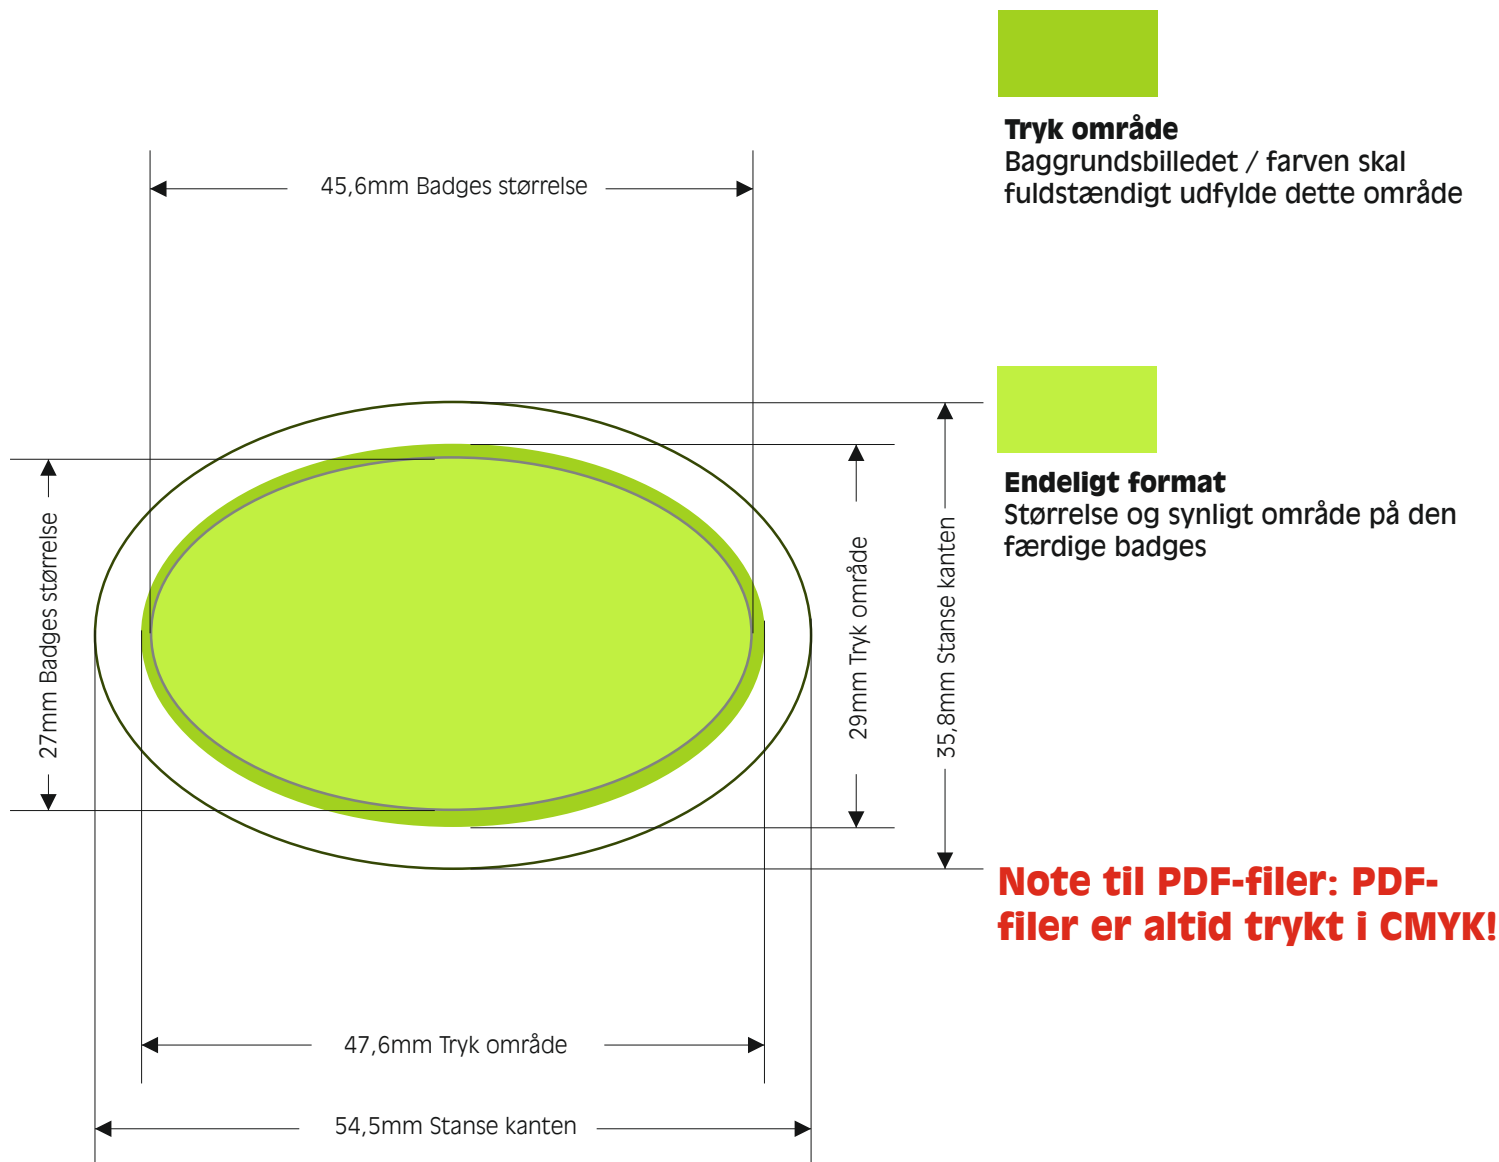 Tryk område
Baggrundsbilledet / farven skal
fuldstændigt udfylde dette område
45,6mm Badges størrelse
Endeligt format
Størrelse og synligt område på den
færdige badges
27mm Badges størrelse
29mm Tryk område
35,8mm Stanse kanten
Note til PDF-filer: PDF-
filer er altid trykt i CMYK!
47,6mm Tryk område
54,5mm Stanse kanten